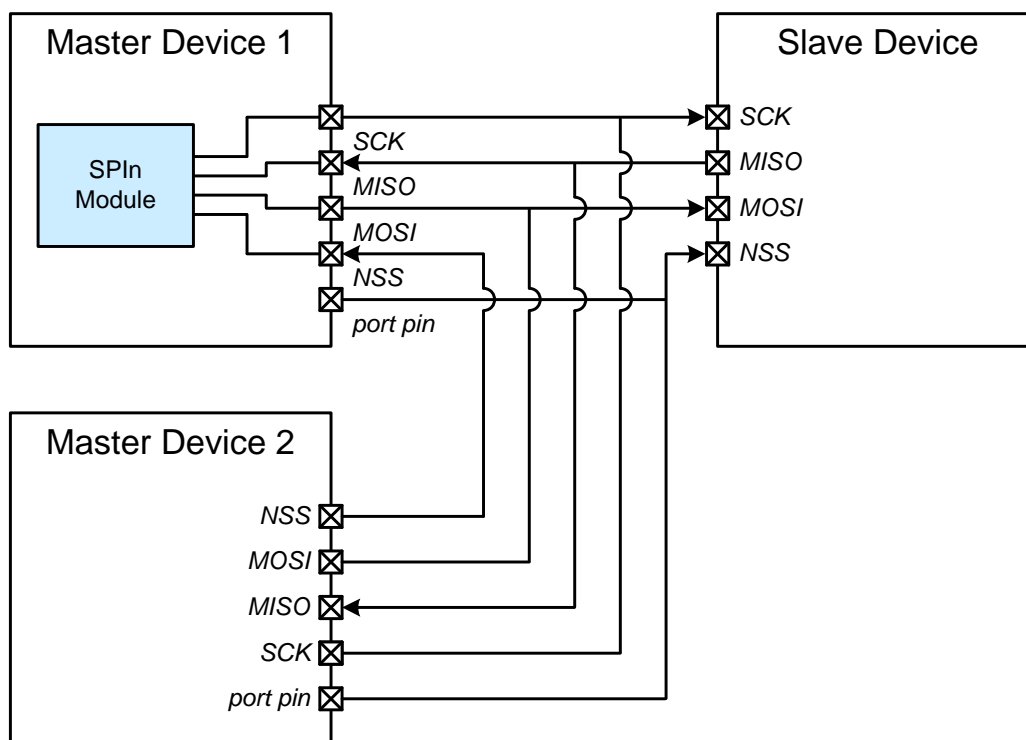 Master Device 1
SPIn
Module
SCK
MISO
MOSI
NSS
port pin
Slave Device
SCK
MISO
MOSI
NSS
Master Device 2
NSS
MOSI
MISO
SCK
port pin